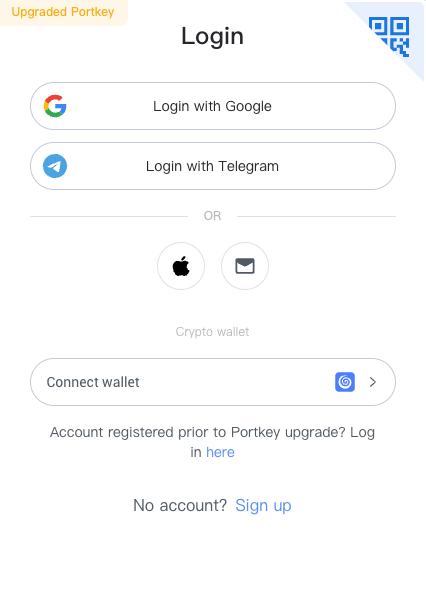 Upgraded Portkey
Login
Login with Google
Login with Telegram
OR
Crypto wallet
Connect wallet
Account registered prior to Portkey upgrade? Log
in here
No account? Sign up